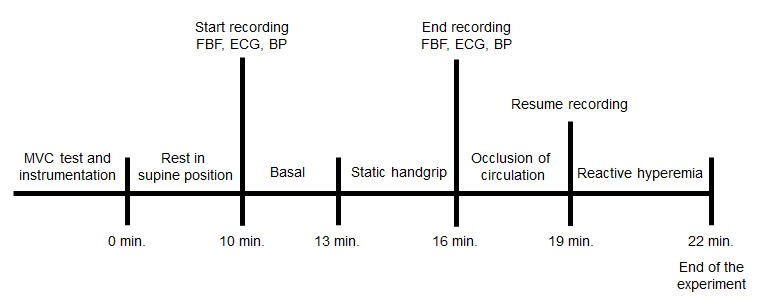 Start recording
FBF, ECG, BP
End recording
FBF, ECG, BP
Resume recording
MVC test and
instrumentation
Rest in
supine position
Basal
Static handgrip
Occlusion of
circulation
Reactive hyperemia
0 min.
10 min.
13 min.
16 min.
19 min.
22 min.
End of the
experiment